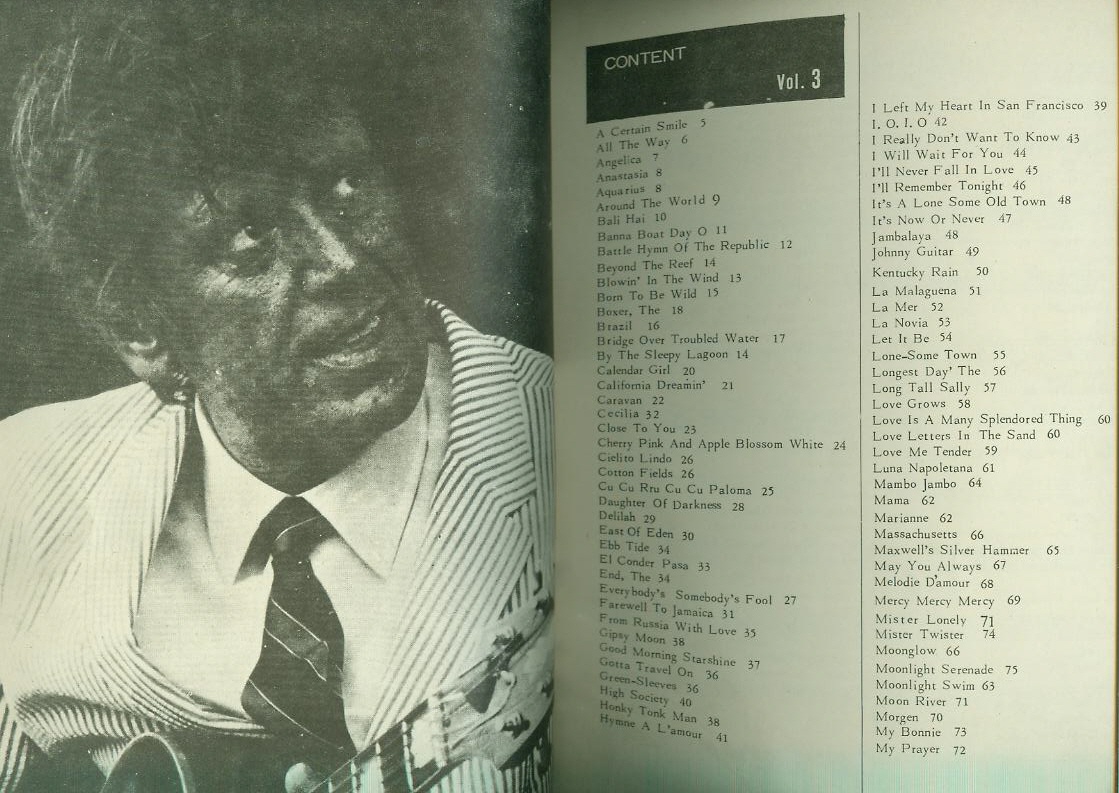 CONTENT
Vol. 3
A Certain Smile 5
All The Way 6
Angelica 7
Anastasia 8
Aquarius 8
Around The World 9
Bali Hai 10
Banna Boat Day O 11
Battle Hymn Of The Republic 12
Beyond The Reef 14
Blowin' In The Wind 13
Born To Be Wild 15
Boxer, The 18
Brazil 16
Bridge Over Troubled Water 17
By The Sleepy Lagoon 14
Calendar Girl 20
California Dreamin' 21
Caravan 22
Cecilia 32
Close To You 23
Cherry Pink And Apple Blossom White 24
Cielito Lindo 26
Cotton Fields 26
Cu Cu Rru Cu Cu Paloma 25
Daughter Of Darkness 28
Delilah 29
East Of Eden 30
Ebb Tide 34
El Conder Pasa 33
End, The 34
Everybody's Somebody's Fool 27
Farewell To Jamaica 31
From Russia With Love 35
Gipsy Moon 38
Good Morning Starshine 37
Gotta Travel On 36
Green-Sleeves 36
High Society 40
Honky Tonk Man 38
Hymne A L'amour 41
I Left My Heart In San Francisco 39
I. O. I. O 42
I Really Don't Want To Know 43
I Will Wait For You 44
I'll Never Fall In Love 45
I'll Remember Tonight 46
It's A Lone Some Old Town 48
It's Now Or Never 47
Jambalaya 48
Johnny Guitar 49
Kentucky Rain 50
La Malaguena 51
La Mer 52
La Novia 53
Let It Be 54
Lone-Some Town 55
Longest Day' The 56
Long Tall Sally 57
Love Grows 58
Love Is A Many Splendored Thing 60
Love Letters In The Sand 60
Love Me Tender 59
Luna Napoletana 61
Mambo Jambo 64
Mama 62
Marianne 62
Massachusetts 66
Maxwell's Silver Hammer 65
May You Always 67
Melodie D'amour 68
Mercy Mercy Mercy 69
Mister Lonely 71
Mister Twister 74
Moonglow 66
Moonlight Serenade 75
Moonlight Swim 63
Moon River 71
Morgen 70
My Bonnie 73
My Prayer 72